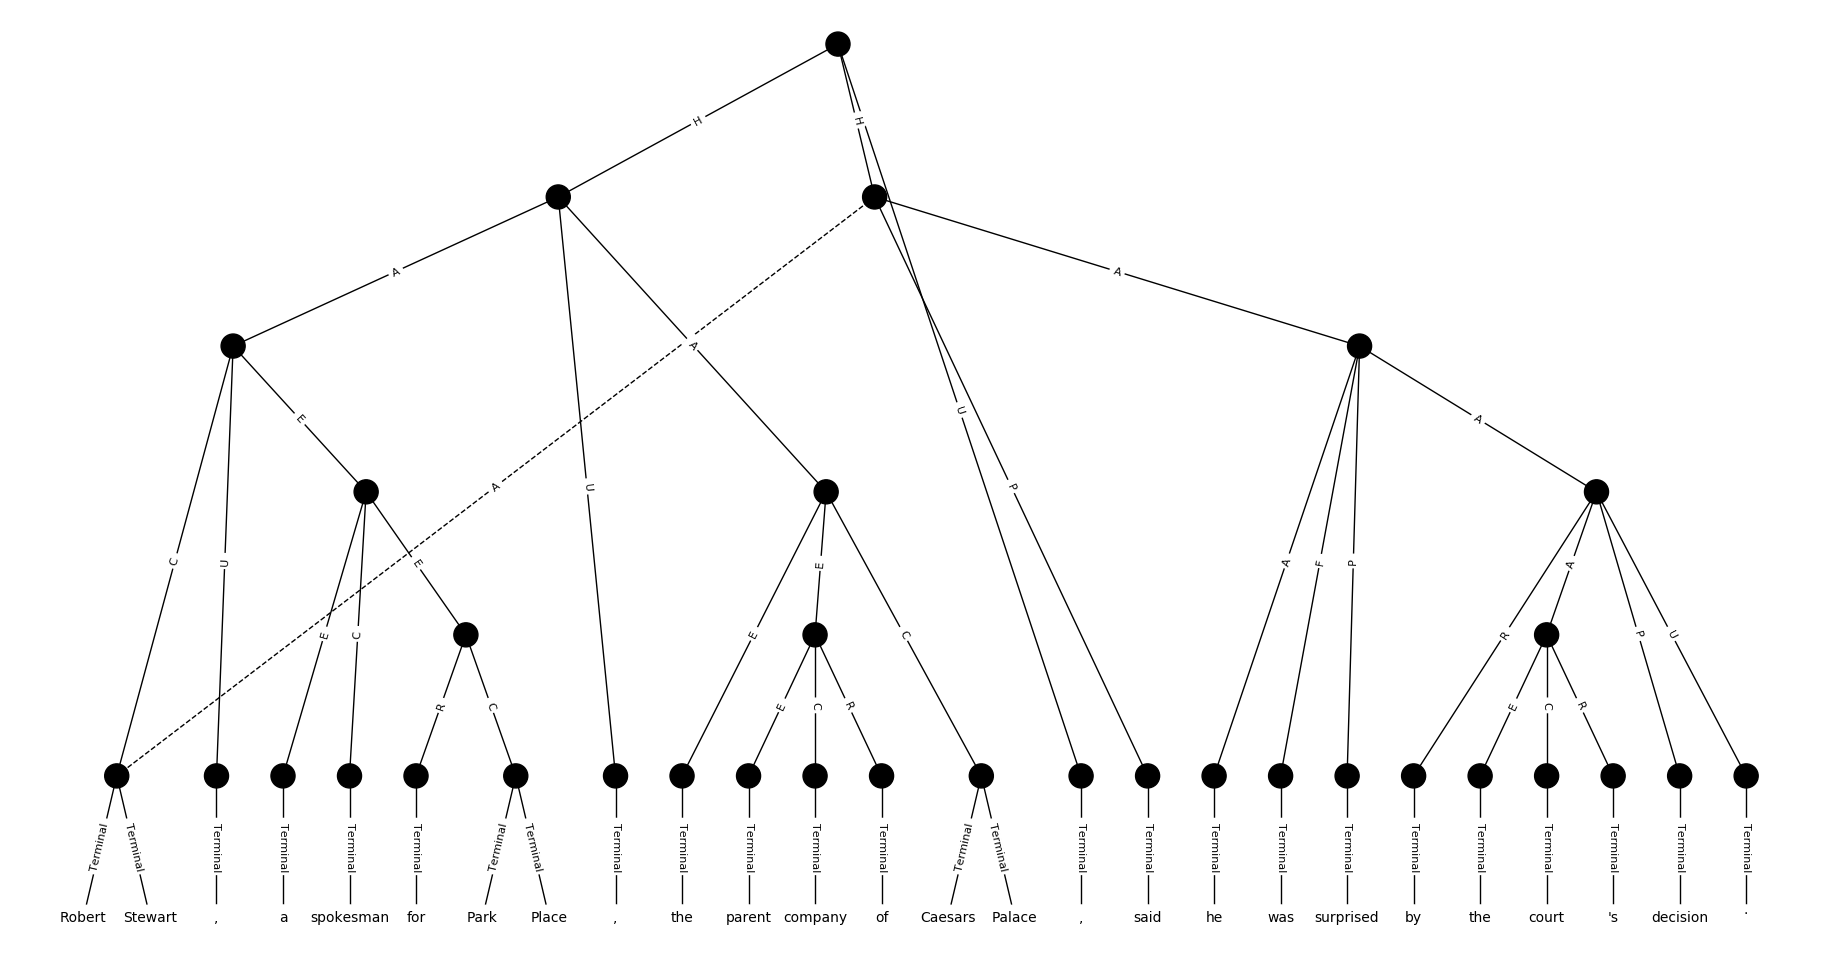 H H
A A
A A
E U
C U A U P E C E E C A F P R A P U
R C E C R E C R
Terminal Terminal Terminal Terminal Terminal Terminal Terminal Terminal Terminal Terminal Terminal Terminal Terminal Terminal Terminal Terminal Terminal Terminal Terminal Terminal Terminal Terminal Terminal Terminal Terminal Terminal
Robert Stewart , a spokesman for Park Place , the parent company of Caesars Palace , said he was surprised by the court 's decision .